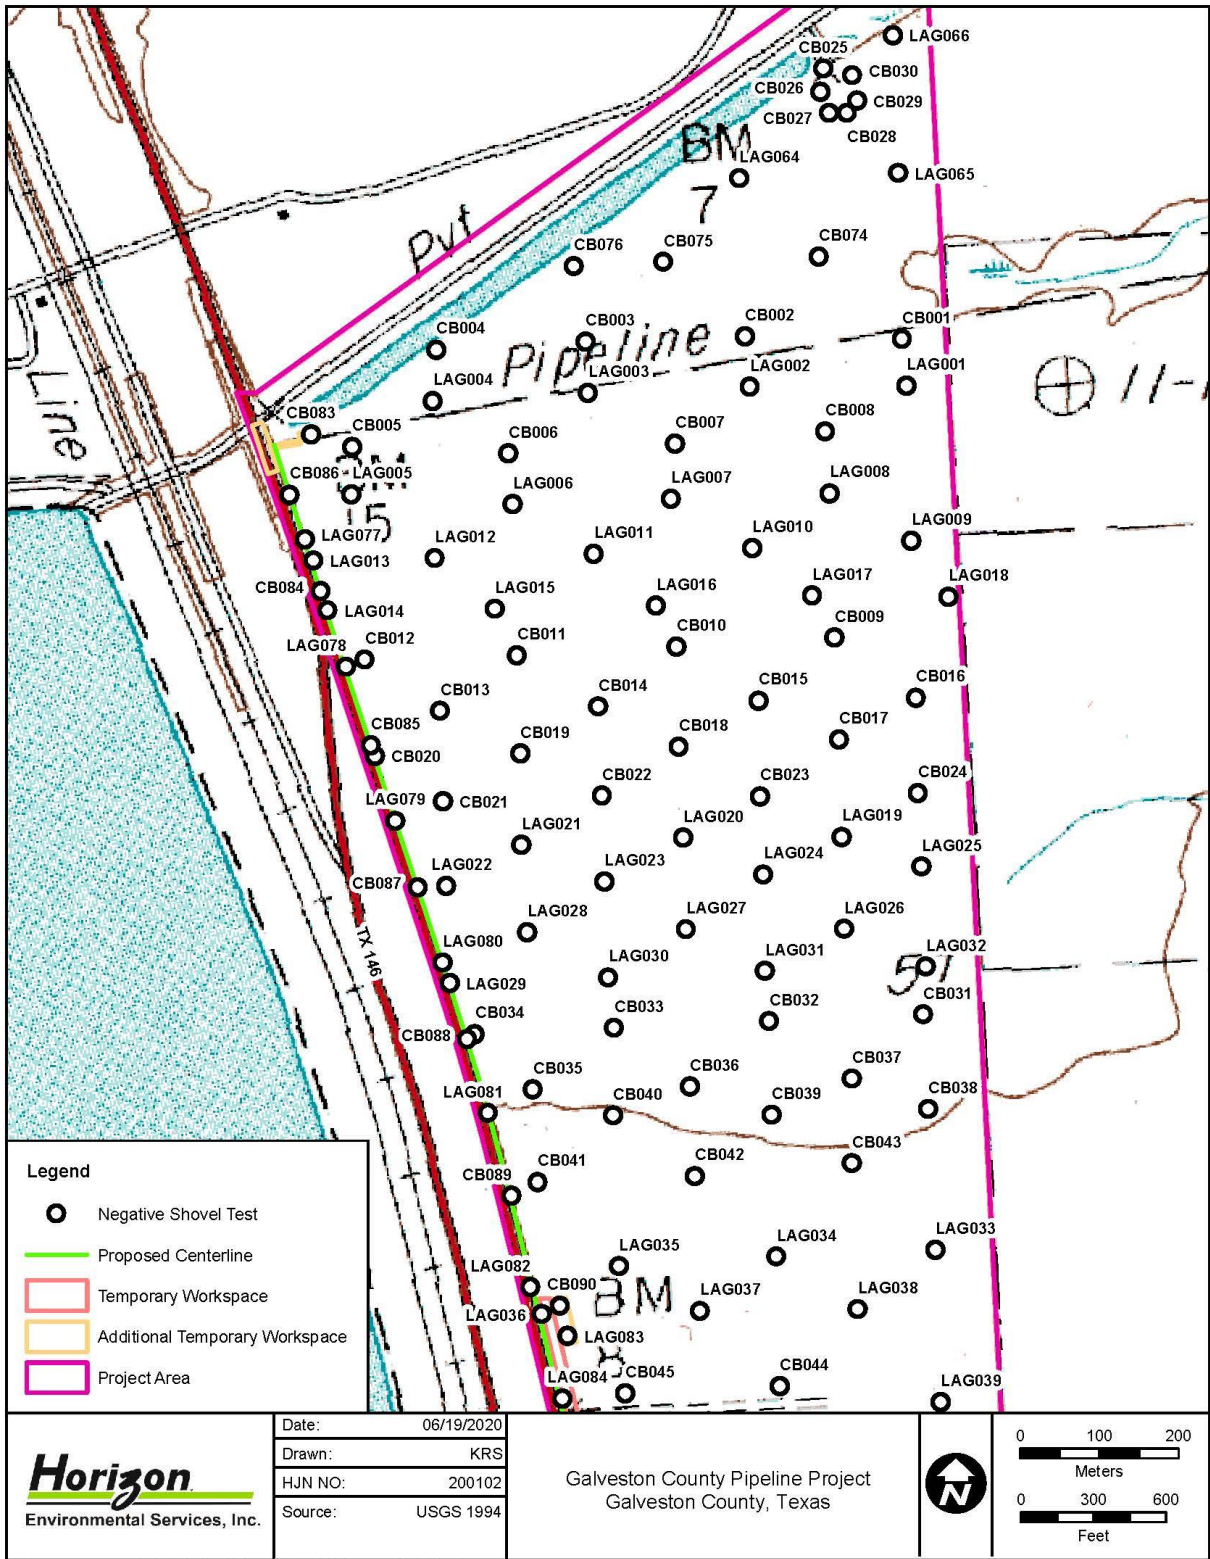 LAG066
CB025
CB030
CB026
CB029
CB027
CB028
BM
LAG064
LAG065
7
Pvt
CB076
CB075
CB074
CB004
CB003
CB002
CB001
Pipeline
LAG004
LAG003
LAG002
LAG001
Line
CB083
CB005
CB006
CB007
CB008
CB086
LAG005
LAG006
LAG007
LAG008
15
LAG077
LAG012
LAG011
LAG010
LAG009
LAG013
CB084
LAG014
LAG015
LAG016
LAG017
LAG018
LAG078
CB012
CB011
CB010
CB009
CB013
CB014
CB015
CB016
CB085
CB020
CB019
CB018
CB017
LAG079
CB021
CB022
CB023
CB024
LAG021
LAG020
LAG019
CB087
LAG022
LAG023
LAG024
LAG025
LAG028
LAG027
LAG026
TX 146
LAG080
LAG029
LAG030
LAG031
LAG032
CB034
CB088
CB033
CB032
CB031
CB035
CB036
CB037
LAG081
CB040
CB039
CB038
CB089
CB041
CB042
CB043
LAG035
LAG034
LAG033
LAG082
CB090
BM
LAG036
LAG037
LAG038
LAG083
LAG084
CB045
CB044
LAG039
Legend
Negative Shovel Test
Proposed Centerline
Temporary Workspace
Additional Temporary Workspace
Project Area
Horizon
Environmental Services, Inc.
Date: 06/19/2020
Drawn: KRS
HJN NO: 200102
Source: USGS 1994
Galveston County Pipeline Project
Galveston County, Texas
N
0 100 200
Meters
0 300 600
Feet